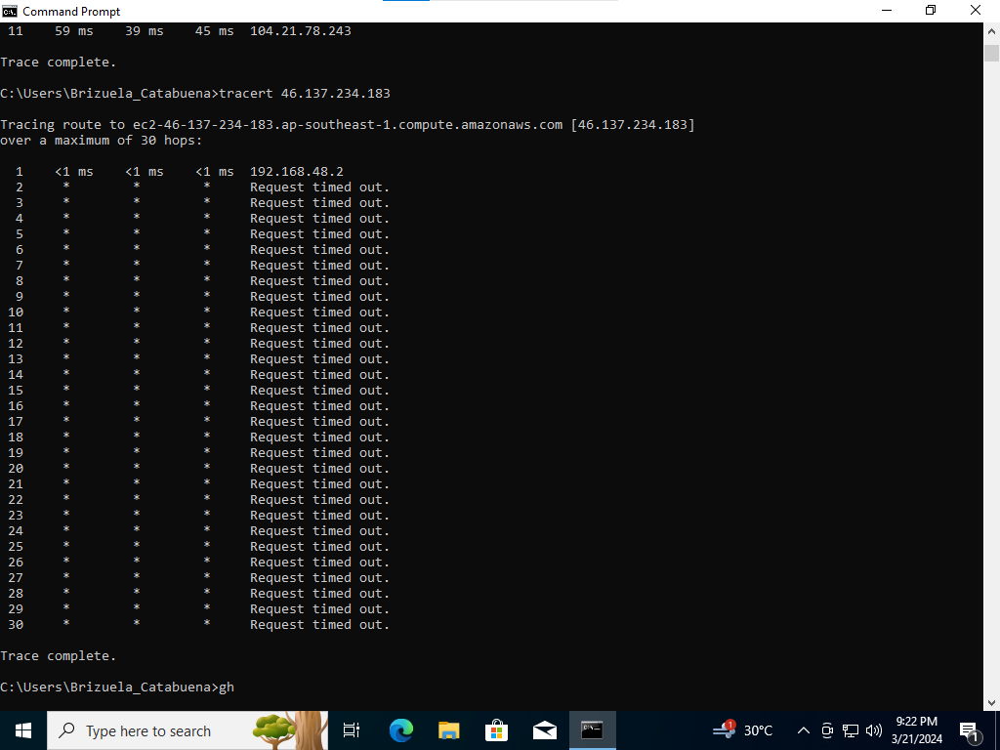 Command Prompt
11 59 ms 39 ms 45 ms 104.21.78.243
Trace complete.
C:\Users\Brizuela_Catabuena>tracert 46.137.234.183
Tracing route to ec2-46-137-234-183.ap-southeast-1.compute.amazonaws.com [46.137.234.183]
over a maximum of 30 hops:
1 <1 ms <1 ms <1 ms 192.168.48.2
2 * * * Request timed out.
3 * * * Request timed out.
4 * * * Request timed out.
5 * * * Request timed out.
6 * * * Request timed out.
7 * * * Request timed out.
8 * * * Request timed out.
9 * * * Request timed out.
10 * * * Request timed out.
11 * * * Request timed out.
12 * * * Request timed out.
13 * * * Request timed out.
14 * * * Request timed out.
15 * * * Request timed out.
16 * * * Request timed out.
17 * * * Request timed out.
18 * * * Request timed out.
19 * * * Request timed out.
20 * * * Request timed out.
21 * * * Request timed out.
22 * * * Request timed out.
23 * * * Request timed out.
24 * * * Request timed out.
25 * * * Request timed out.
26 * * * Request timed out.
27 * * * Request timed out.
28 * * * Request timed out.
29 * * * Request timed out.
30 * * * Request timed out.
Trace complete.
C:\Users\Brizuela_Catabuena>gh
Type here to search
1
30°C
9:22 PM
3/21/2024
1